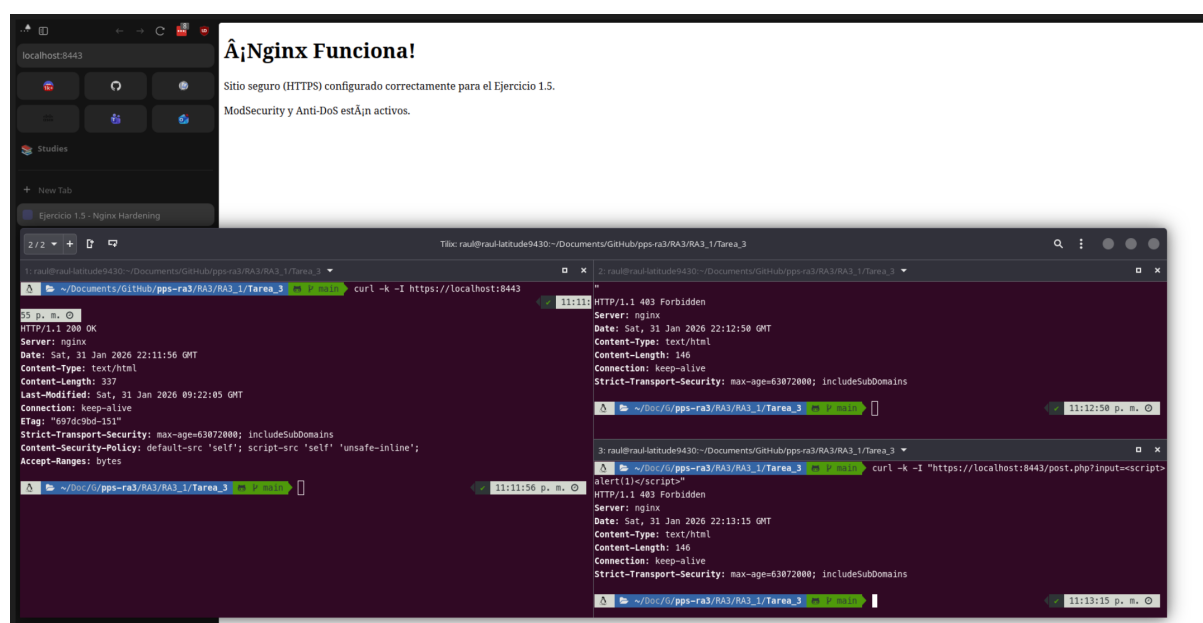 localhost:8443
Studies
+ New Tab
Ejercicio 1.5 - Nginx Hardening
Â¡Nginx Funciona!
Sitio seguro (HTTPS) configurado correctamente para el Ejercicio 1.5.
ModSecurity y Anti-DoS estÃ¡n activos.
2 / 2
Tilix: raul@raul-latitude9430:~/Documents/GitHub/pps-ra3/RA3/RA3_1/Tarea_3
1: raul@raul-latitude9430:~/Documents/GitHub/pps-ra3/RA3/RA3_1/Tarea_3
~/Documents/GitHub/pps-ra3/RA3/RA3_1/Tarea_3 main curl -k -I https://localhost:8443
11:11:
55 p. m.
HTTP/1.1 200 OK
Server: nginx
Date: Sat, 31 Jan 2026 22:11:56 GMT
Content-Type: text/html
Content-Length: 337
Last-Modified: Sat, 31 Jan 2026 09:22:05 GMT
Connection: keep-alive
ETag: "697dc9bd-151"
Strict-Transport-Security: max-age=63072000; includeSubDomains
Content-Security-Policy: default-src 'self'; script-src 'self' 'unsafe-inline';
Accept-Ranges: bytes
~/Doc/G/pps-ra3/RA3/RA3_1/Tarea_3 main 11:11:56 p. m.
2: raul@raul-latitude9430:~/Documents/GitHub/pps-ra3/RA3/RA3_1/Tarea_3
"
HTTP/1.1 403 Forbidden
Server: nginx
Date: Sat, 31 Jan 2026 22:12:50 GMT
Content-Type: text/html
Content-Length: 146
Connection: keep-alive
Strict-Transport-Security: max-age=63072000; includeSubDomains
~/Doc/G/pps-ra3/RA3/RA3_1/Tarea_3 main 11:12:50 p. m.
3: raul@raul-latitude9430:~/Documents/GitHub/pps-ra3/RA3/RA3_1/Tarea_3
~/Doc/G/pps-ra3/RA3/RA3_1/Tarea_3 main curl -k -I "https://localhost:8443/post.php?input=<script>
alert(1)</script>"
HTTP/1.1 403 Forbidden
Server: nginx
Date: Sat, 31 Jan 2026 22:13:15 GMT
Content-Type: text/html
Content-Length: 146
Connection: keep-alive
Strict-Transport-Security: max-age=63072000; includeSubDomains
~/Doc/G/pps-ra3/RA3/RA3_1/Tarea_3 main 11:13:15 p. m.